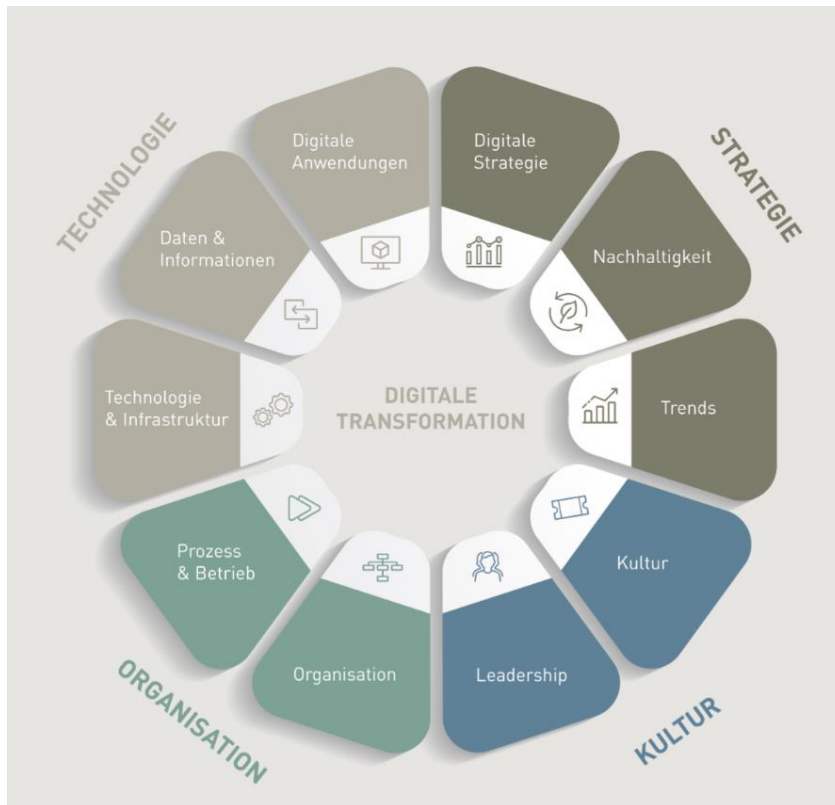 TECHNOLOGIE
STRATEGIE
Digitale
Anwendungen
Digitale
Strategie
Daten &
Informationen
Nachhaltigkeit
Technologie
& Infrastruktur
DIGITALE
TRANSFORMATION
Trends
Prozess
& Betrieb
Kultur
Organisation
Leadership
ORGANISATION
KULTUR